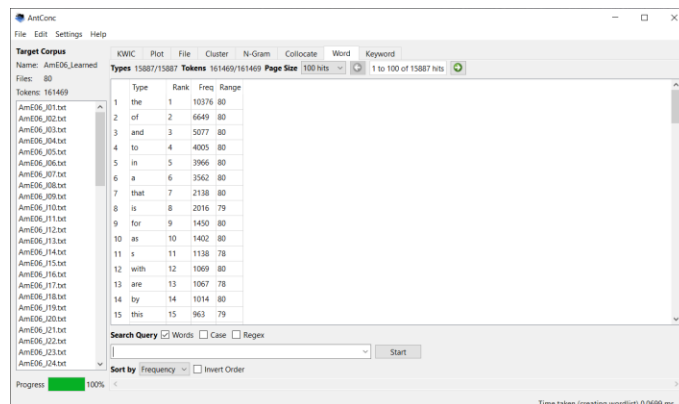 AntConc
File Edit Settings Help
Target Corpus
Name: AmE06_Learned
Files: 80
Tokens: 161469
AmE06_J01.txt
AmE06_J02.txt
AmE06_J03.txt
AmE06_J04.txt
AmE06_J05.txt
AmE06_J06.txt
AmE06_J07.txt
AmE06_J08.txt
AmE06_J09.txt
AmE06_J10.txt
AmE06_J11.txt
AmE06_J12.txt
AmE06_J13.txt
AmE06_J14.txt
AmE06_J15.txt
AmE06_J16.txt
AmE06_J17.txt
AmE06_J18.txt
AmE06_J19.txt
AmE06_J20.txt
AmE06_J21.txt
AmE06_J22.txt
AmE06_J23.txt
AmE06_J24.txt
Progress 100%
KWIC Plot File Cluster N-Gram Collocate Word Keyword
Types 15887/15887 Tokens 161469/161469 Page Size 100 hits 1 to 100 of 15887 hits
Type Rank Freq Range
1 the 1 10376 80
2 of 2 6649 80
3 and 3 5077 80
4 to 4 4005 80
5 in 5 3966 80
6 a 6 3562 80
7 that 7 2138 80
8 is 8 2016 79
9 for 9 1450 80
10 as 10 1402 80
11 s 11 1138 78
12 with 12 1069 80
13 are 13 1067 78
14 by 14 1014 80
15 this 15 963 79
Search Query Words Case Regex
Start
Sort by Frequency Invert Order
Time taken (creating wordlist) 0.0699 ms